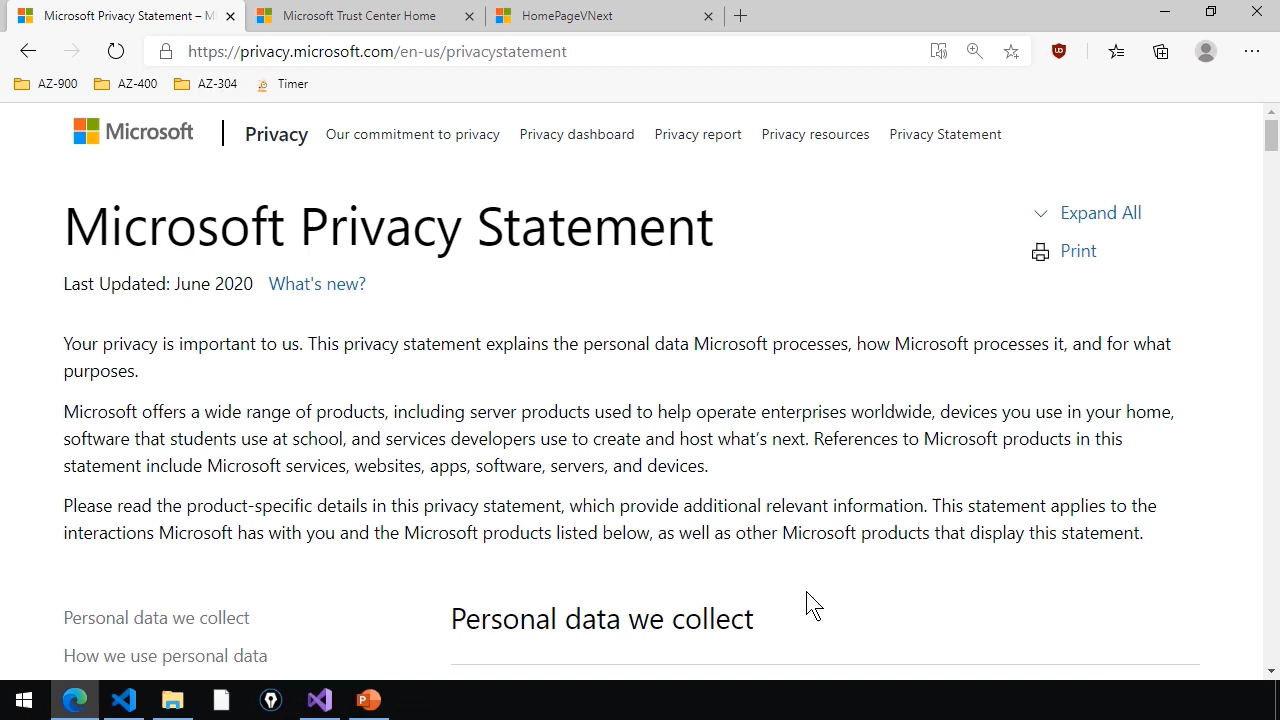 Microsoft Privacy Statement – M
Microsoft Trust Center Home
HomePageVNext
https://privacy.microsoft.com/en-us/privacystatement
AZ-900
AZ-400
AZ-304
Timer
Microsoft
Privacy
Our commitment to privacy
Privacy dashboard
Privacy report
Privacy resources
Privacy Statement
Microsoft Privacy Statement
Expand All
Print
Last Updated: June 2020 What's new?
Your privacy is important to us. This privacy statement explains the personal data Microsoft processes, how Microsoft processes it, and for what
purposes.
Microsoft offers a wide range of products, including server products used to help operate enterprises worldwide, devices you use in your home,
software that students use at school, and services developers use to create and host what’s next. References to Microsoft products in this
statement include Microsoft services, websites, apps, software, servers, and devices.
Please read the product-specific details in this privacy statement, which provide additional relevant information. This statement applies to the
interactions Microsoft has with you and the Microsoft products listed below, as well as other Microsoft products that display this statement.
Personal data we collect
How we use personal data
Personal data we collect